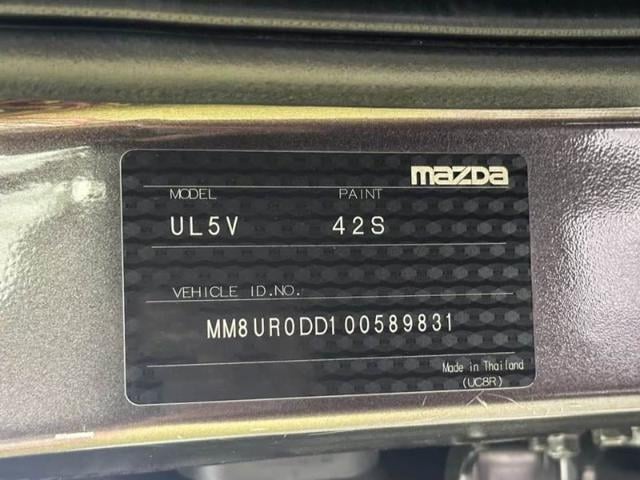 mazda
MODEL PAINT
UL5V 42S
VEHICLE ID.NO.
MM8UR0DD100589831
Made in Thailand
(UC8R)